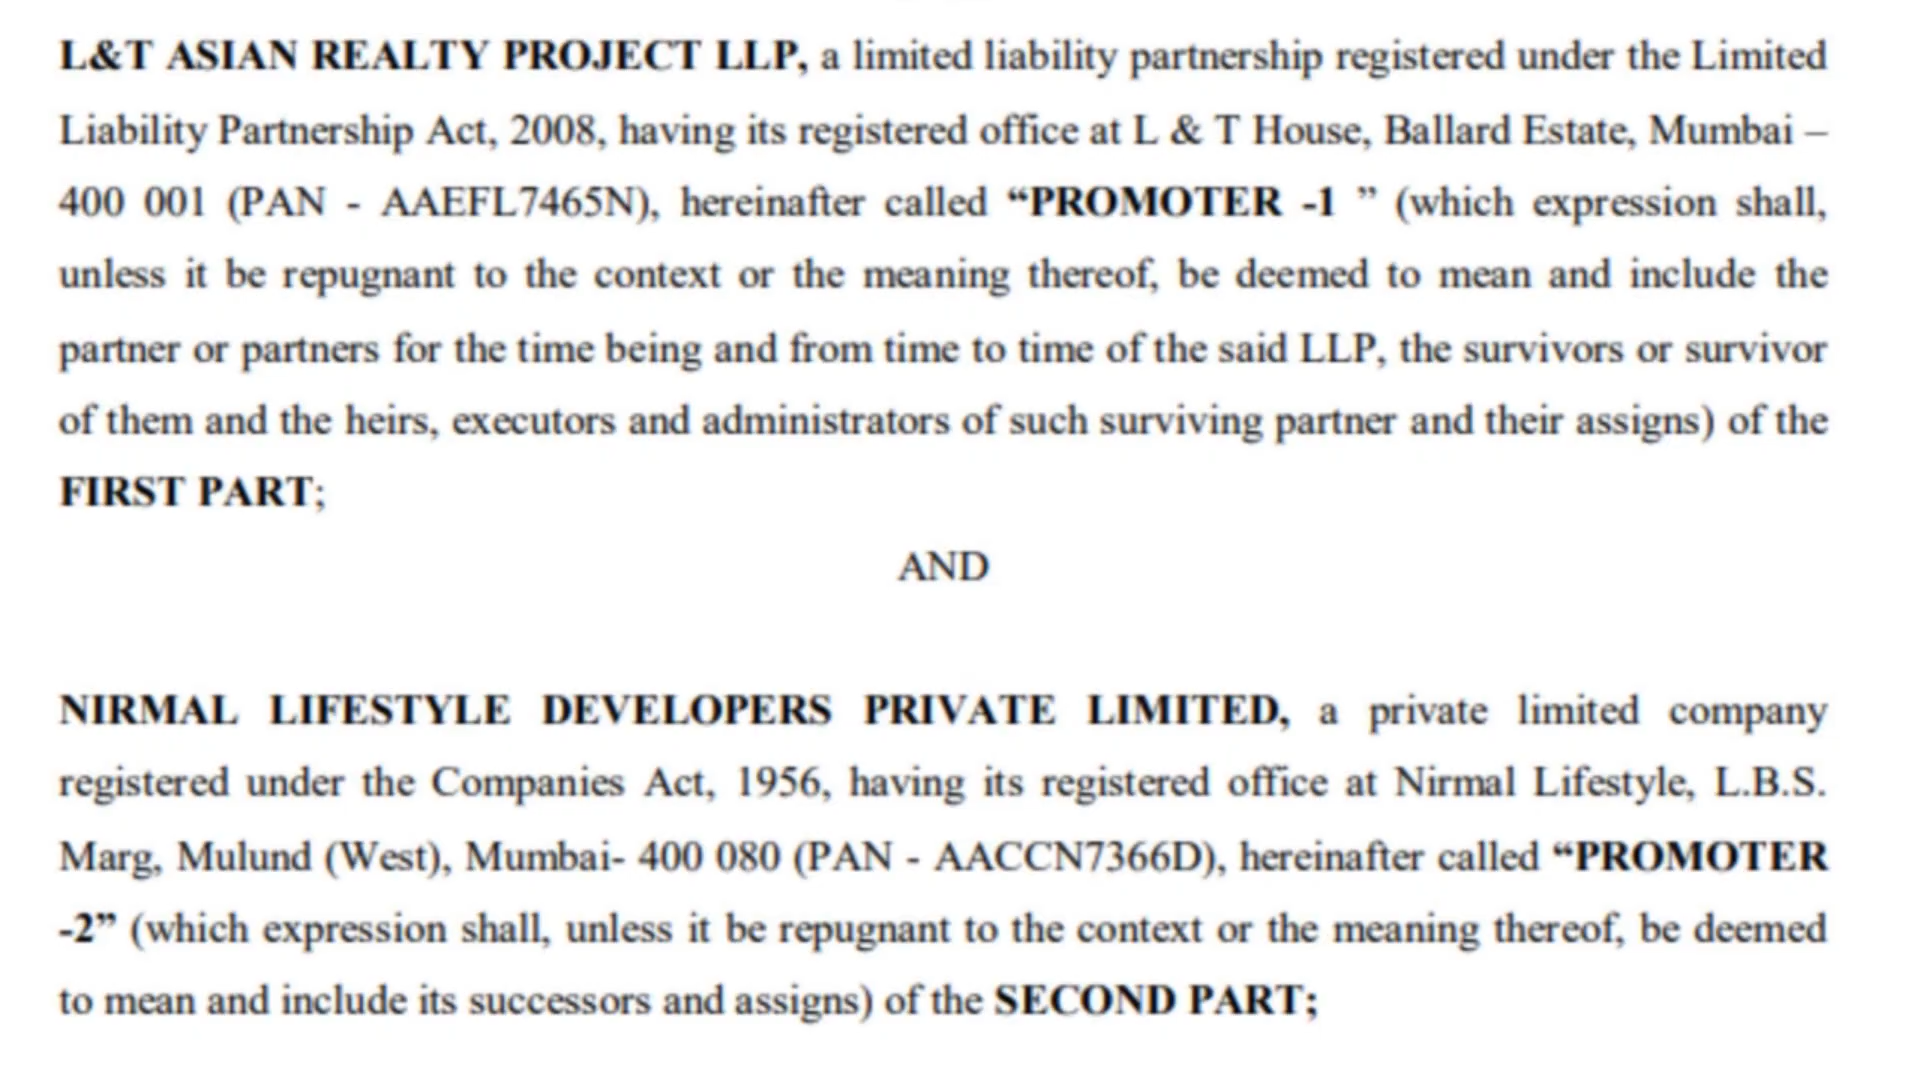 L&T ASIAN REALTY PROJECT LLP, a limited liability partnership registered under the Limited
Liability Partnership Act, 2008, having its registered office at L & T House, Ballard Estate, Mumbai –
400 001 (PAN - AAEFL7465N), hereinafter called “PROMOTER -1 ” (which expression shall,
unless it be repugnant to the context or the meaning thereof, be deemed to mean and include the
partner or partners for the time being and from time to time of the said LLP, the survivors or survivor
of them and the heirs, executors and administrators of such surviving partner and their assigns) of the
FIRST PART;
AND
NIRMAL LIFESTYLE DEVELOPERS PRIVATE LIMITED, a private limited company
registered under the Companies Act, 1956, having its registered office at Nirmal Lifestyle, L.B.S.
Marg, Mulund (West), Mumbai- 400 080 (PAN - AACCN7366D), hereinafter called “PROMOTER
-2” (which expression shall, unless it be repugnant to the context or the meaning thereof, be deemed
to mean and include its successors and assigns) of the SECOND PART;